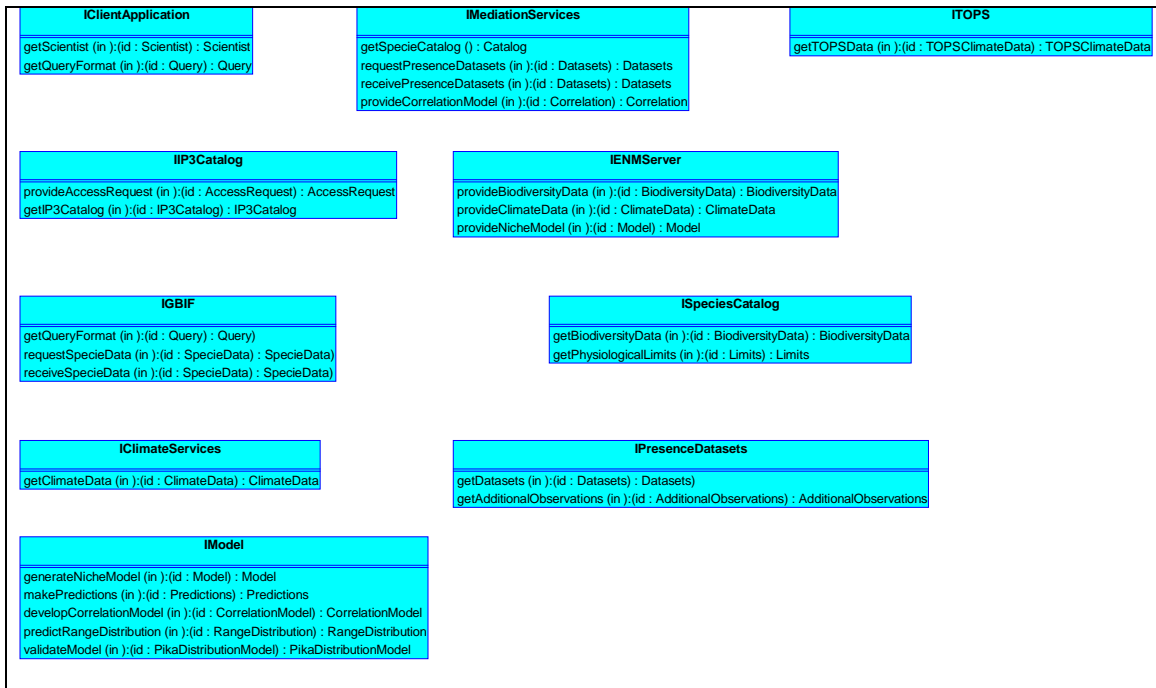 IClientApplication
getScientist (in ):(id : Scientist) : Scientist
getQueryFormat (in ):(id : Query) : Query
IMediationServices
getSpecieCatalog () : Catalog
requestPresenceDatasets (in ):(id : Datasets) : Datasets
receivePresenceDatasets (in ):(id : Datasets) : Datasets
provideCorrelationModel (in ):(id : Correlation) : Correlation
ITOPS
getTOPSData (in ):(id : TOPSClimateData) : TOPSClimateData
IIP3Catalog
provideAccessRequest (in ):(id : AccessRequest) : AccessRequest
getIP3Catalog (in ):(id : IP3Catalog) : IP3Catalog
IENMServer
provideBiodiversityData (in ):(id : BiodiversityData) : BiodiversityData
provideClimateData (in ):(id : ClimateData) : ClimateData
provideNicheModel (in ):(id : Model) : Model
IGBIF
getQueryFormat (in ):(id : Query) : Query)
requestSpecieData (in ):(id : SpecieData) : SpecieData)
receiveSpecieData (in ):(id : SpecieData) : SpecieData)
ISpeciesCatalog
getBiodiversityData (in ):(id : BiodiversityData) : BiodiversityData
getPhysiologicalLimits (in ):(id : Limits) : Limits
IClimateServices
getClimateData (in ):(id : ClimateData) : ClimateData
IPresenceDatasets
getDatasets (in ):(id : Datasets) : Datasets)
getAdditionalObservations (in ):(id : AdditionalObservations) : AdditionalObservations
IModel
generateNicheModel (in ):(id : Model) : Model
makePredictions (in ):(id : Predictions) : Predictions
developCorrelationModel (in ):(id : CorrelationModel) : CorrelationModel
predictRangeDistribution (in ):(id : RangeDistribution) : RangeDistribution
validateModel (in ):(id : PikaDistributionModel) : PikaDistributionModel